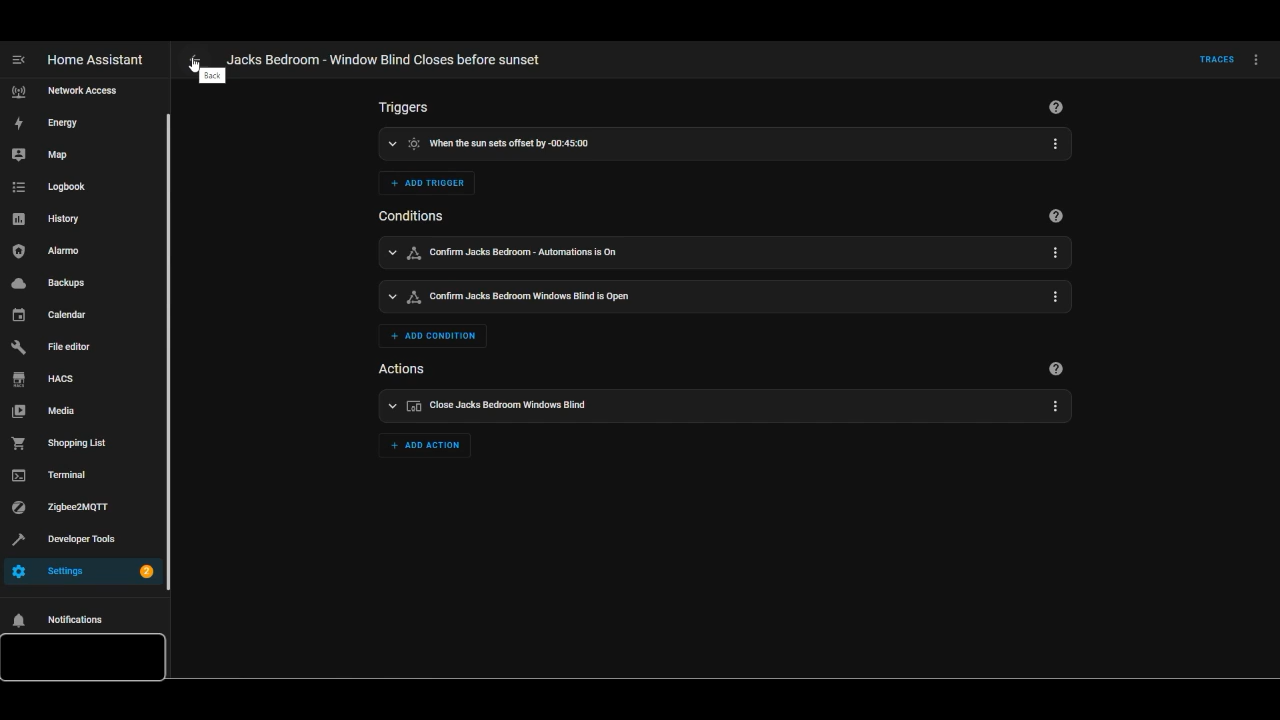 Home Assistant
Jacks Bedroom - Window Blind Closes before sunset
TRACES
Back
Network Access
Energy
Map
Logbook
History
Alarmo
Backups
Calendar
File editor
HACS
Media
Shopping List
Terminal
Zigbee2MQTT
Developer Tools
Settings 2
Notifications
Triggers
When the sun sets offset by -00:45:00
+ ADD TRIGGER
Conditions
Confirm Jacks Bedroom - Automations is On
Confirm Jacks Bedroom Windows Blind is Open
+ ADD CONDITION
Actions
Close Jacks Bedroom Windows Blind
+ ADD ACTION